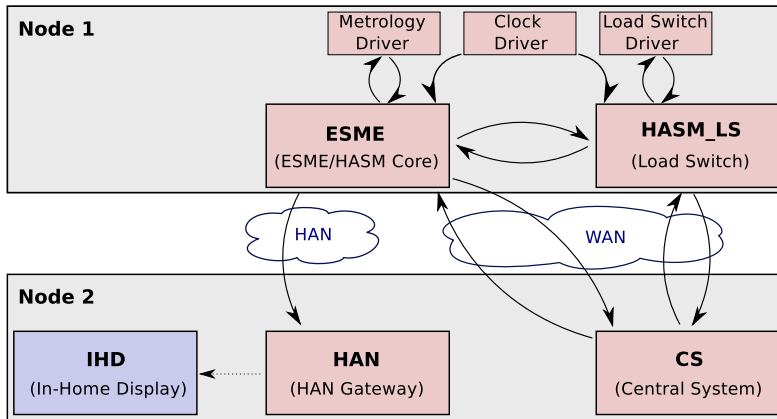 Node 1
Metrology
Driver
Clock
Driver
Load Switch
Driver
ESME
(ESME/HASM Core)
HASM_LS
(Load Switch)
HAN
WAN
Node 2
IHD
(In-Home Display)
HAN
(HAN Gateway)
CS
(Central System)